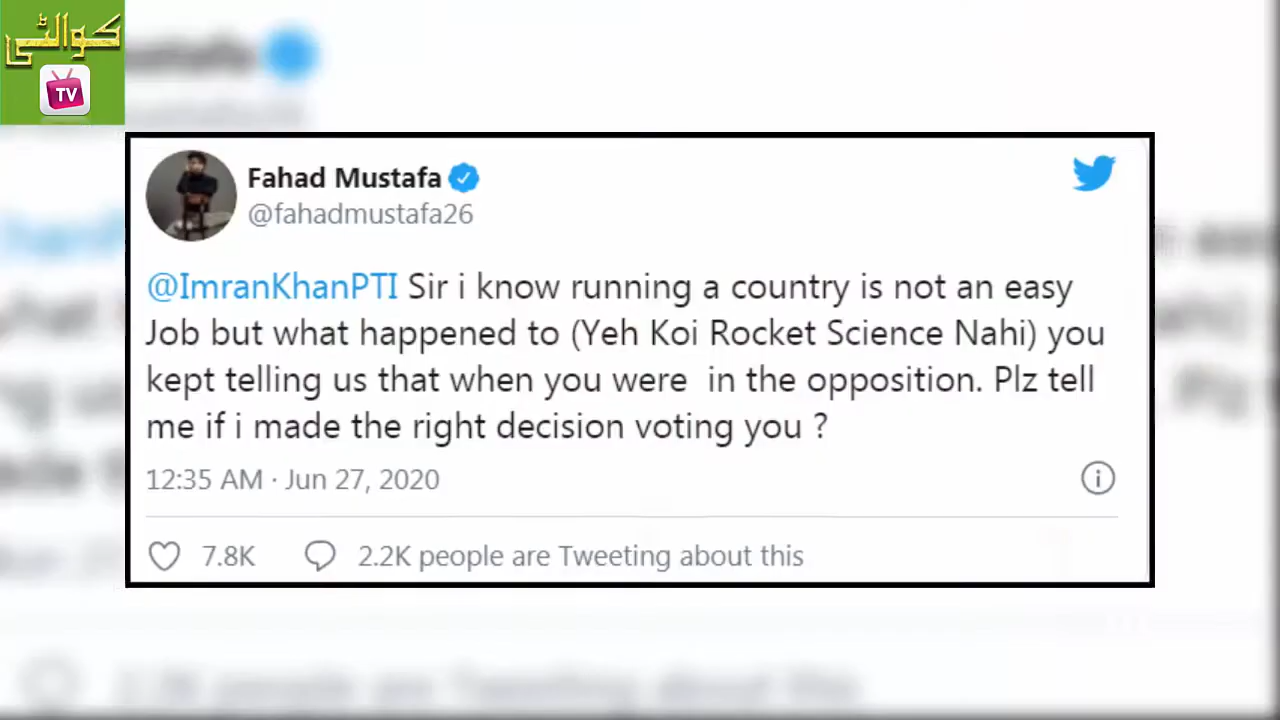 کوالٹی
TV
Fahad Mustafa
@fahadmustafa26
@ImranKhanPTI Sir i know running a country is not an easy
Job but what happened to (Yeh Koi Rocket Science Nahi) you
kept telling us that when you were in the opposition. Plz tell
me if i made the right decision voting you ?
12:35 AM · Jun 27, 2020
7.8K
2.2K people are Tweeting about this